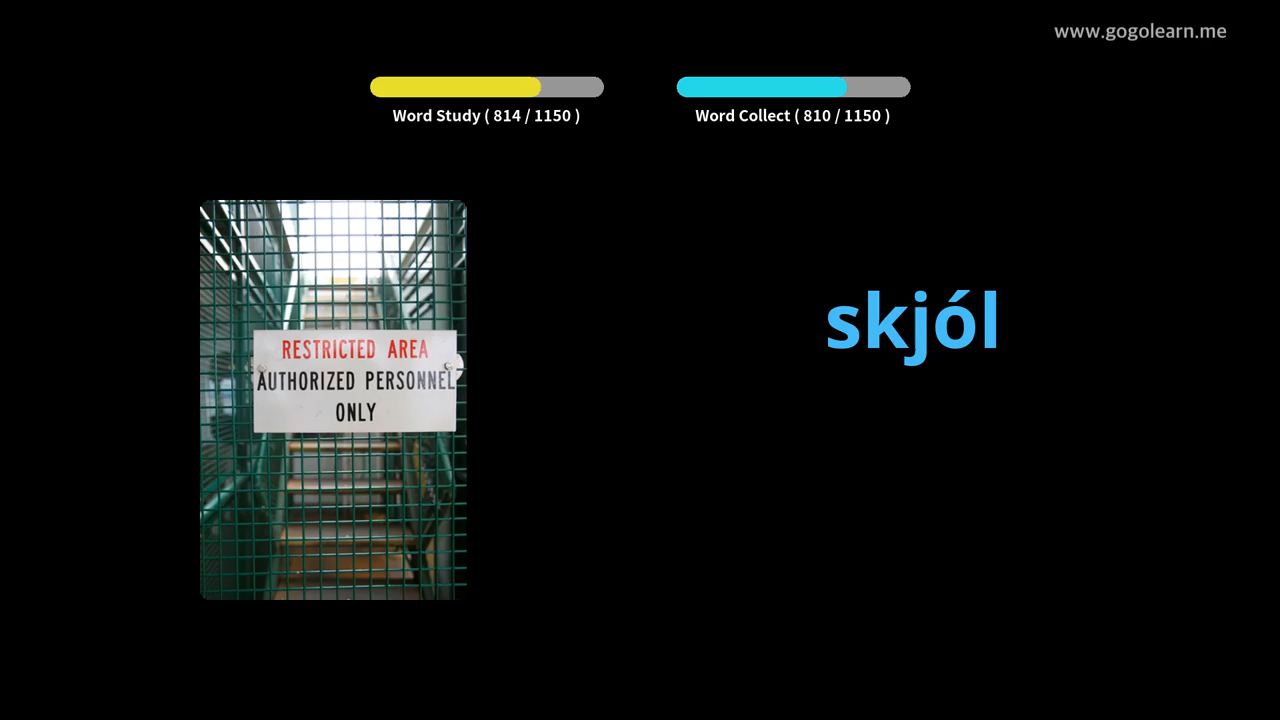 www.gogolearn.me
Word Study ( 814 / 1150 )
Word Collect ( 810 / 1150 )
RESTRICTED AREA
AUTHORIZED PERSONNEL
ONLY
skjól